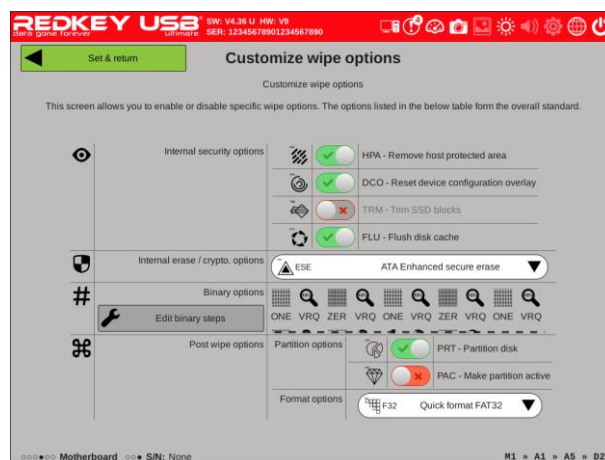 REDKEY USB
data gone forever
ultimate
SW: V4.36 U HW: V9
SER: 12345678901234567890
Set & return
Customize wipe options
Customize wipe options
This screen allows you to enable or disable specific wipe options. The options listed in the below table form the overall standard.
Internal security options
HPA - Remove host protected area
DCO - Reset device configuration overlay
TRM - Trim SSD blocks
FLU - Flush disk cache
Internal erase / crypto. options
ESE
ATA Enhanced secure erase
Binary options
Edit binary steps
ONE VRQ ZER VRQ ONE VRQ ZER VRQ ONE VRQ
Post wipe options
Partition options
PRT - Partition disk
PAC - Make partition active
Format options
F32
Quick format FAT32
Motherboard
S/N: None
M1 » A1 » A5 » D2